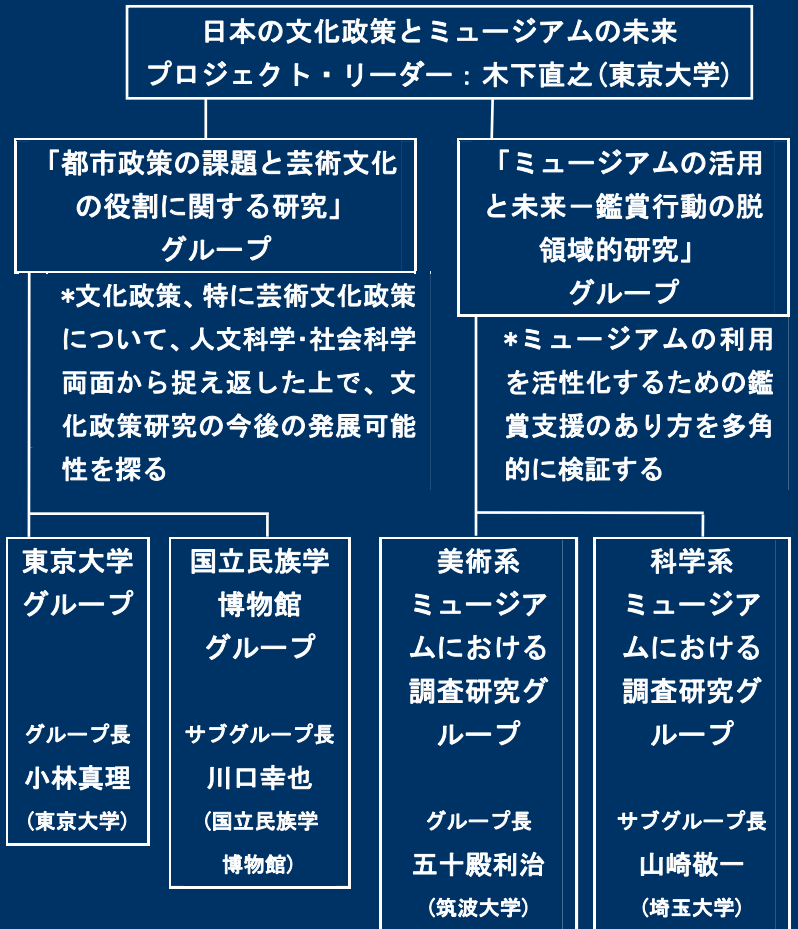 日本の文化政策とミュージアムの未来
プロジェクト・リーダー：木下直之(東京大学)
「都市政策の課題と芸術文化
の役割に関する研究」
グループ
*文化政策、特に芸術文化政策
について、人文科学･社会科学
両面から捉え返した上で、文
化政策研究の今後の発展可能
性を探る
「ミュージアムの活用
と未来－鑑賞行動の脱
領域的研究」
グループ
*ミュージアムの利用
を活性化するための鑑
賞支援のあり方を多角
的に検証する
東京大学
グループ
グループ長
小林真理
(東京大学)
国立民族学
博物館
グループ
サブグループ長
川口幸也
(国立民族学
博物館)
美術系
ミュージア
ムにおける
調査研究グ
ループ
グループ長
五十殿利治
(筑波大学)
科学系
ミュージア
ムにおける
調査研究グ
ループ
サブグループ長
山崎敬一
(埼玉大学)